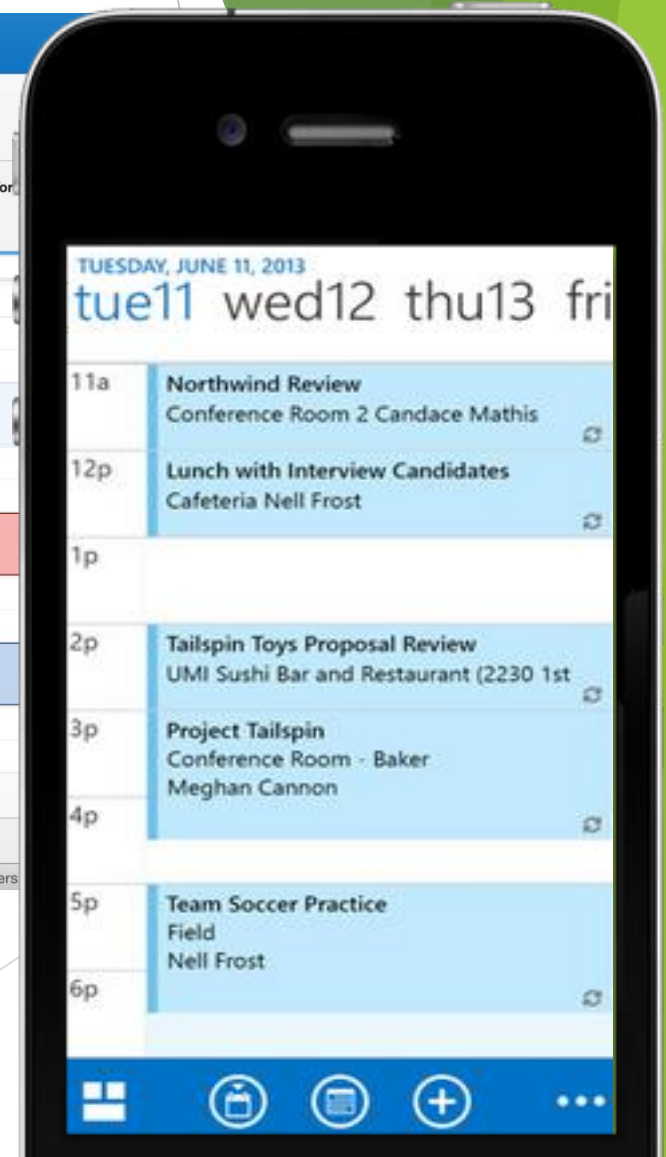 or
TUESDAY, JUNE 11, 2013
tue11 wed12 thu13 fri
11a
Northwind Review
Conference Room 2 Candace Mathis
12p
Lunch with Interview Candidates
Cafeteria Nell Frost
1p
2p
Tailspin Toys Proposal Review
UMI Sushi Bar and Restaurant (2230 1st
3p
Project Tailspin
Conference Room - Baker
Meghan Cannon
4p
ers
5p
Team Soccer Practice
Field
Nell Frost
6p